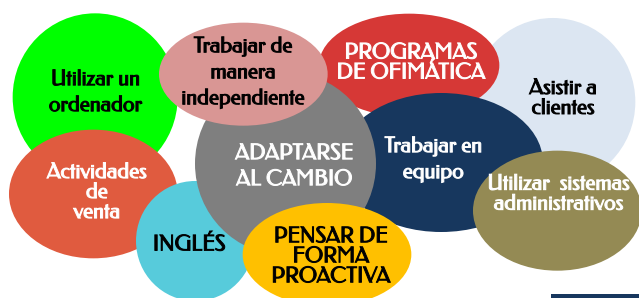 Utilizar un
ordenador
Trabajar de
manera
independiente
PROGRAMAS
DE OFIMÁTICA
Asistir a
clientes
Actividades
de
venta
ADAPTARSE
AL CAMBIO
Trabajar en
equipo
Utilizar sistemas
administrativos
INGLÉS
PENSAR DE
FORMA
PROACTIVA